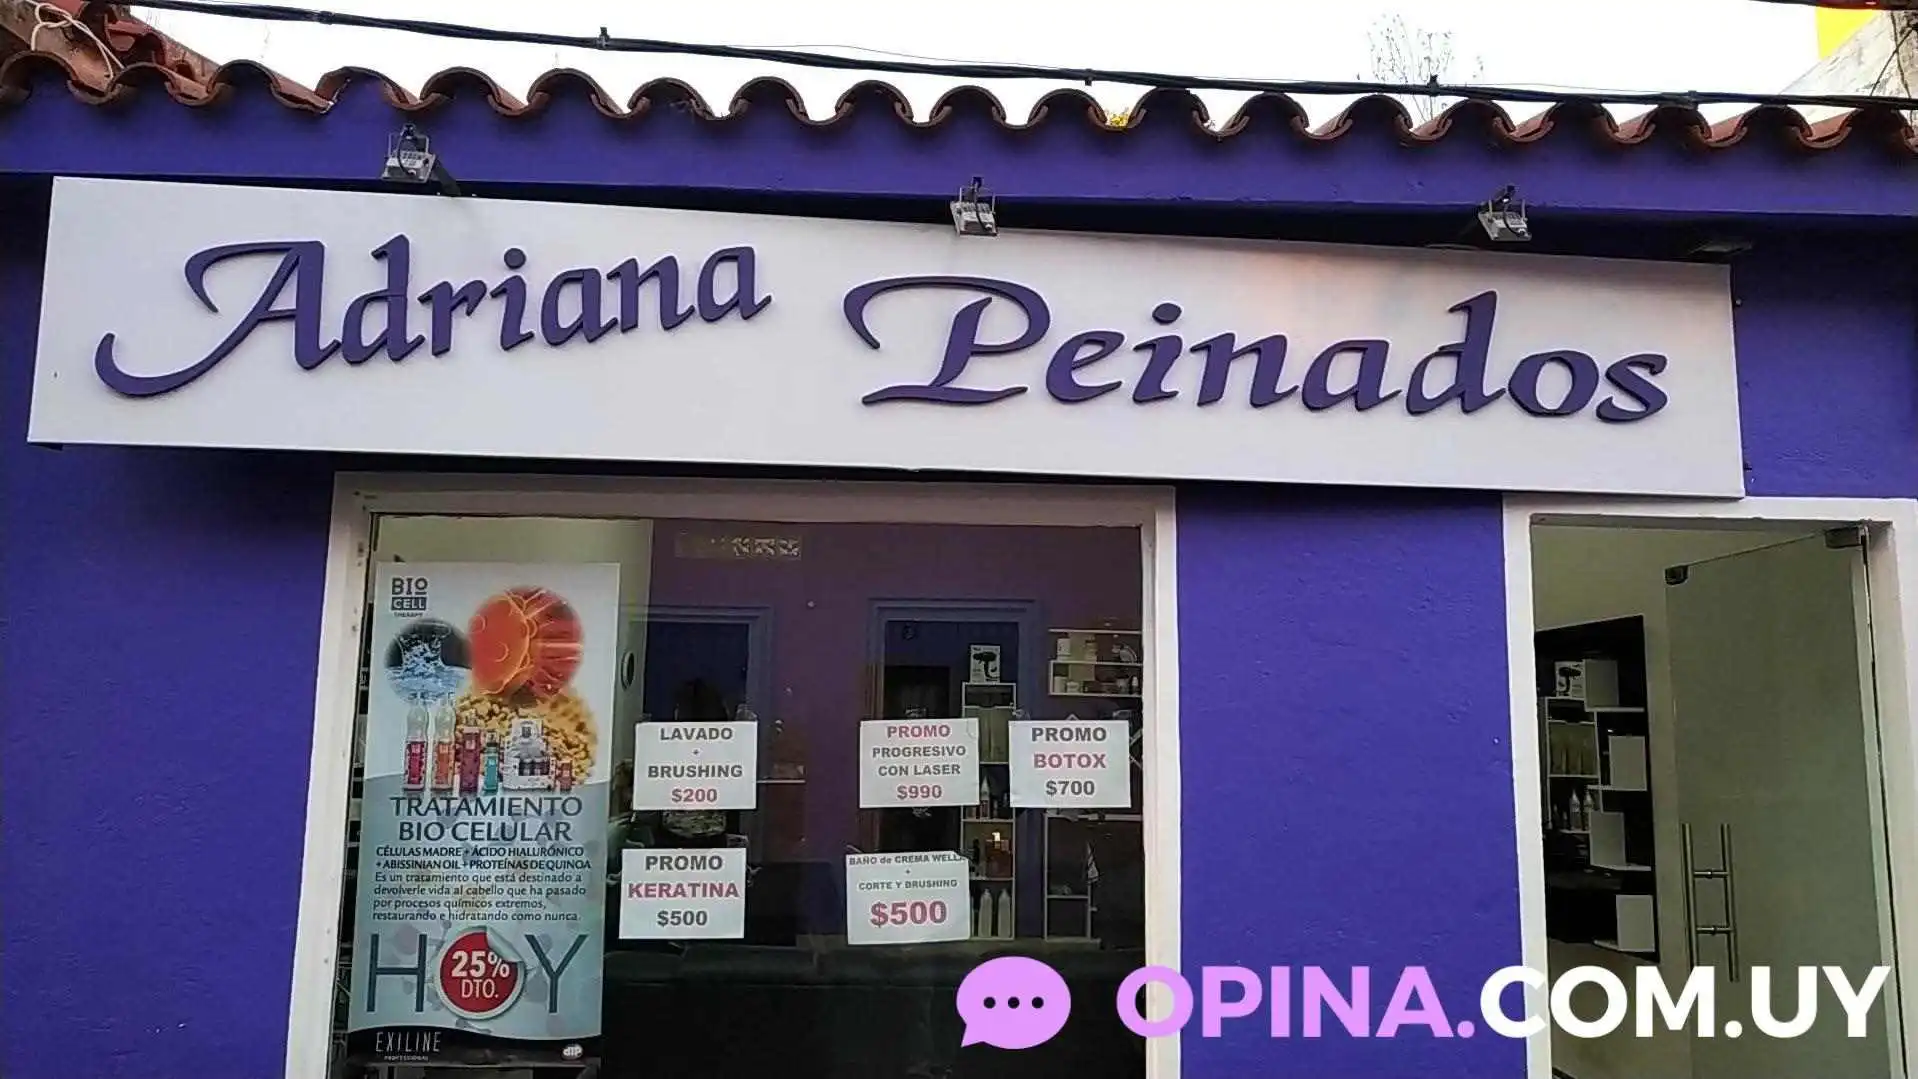 Adriana Peinados
BIO
CELL
THERAPY
TRATAMIENTO
BIO CELULAR
CÉLULAS MADRE + ÁCIDO HIALURÓNICO
+ ABISSINIAN OIL + PROTEÍNAS DE QUINOA
Es un tratamiento que está destinado a
devolverle vida al cabello que ha pasado
por procesos químicos extremos,
restaurando e hidratando como nunca.
HOY
25%
DTO.
EXILINE
PROFESSIONAL
LAVADO
+
BRUSHING
$200
PROMO
KERATINA
$500
PROMO
PROGRESIVO
CON LASER
$990
PROMO
BOTOX
$700
BAÑO de CREMA WELLA
+
CORTE Y BRUSHING
$500
OPINA.COM.UY